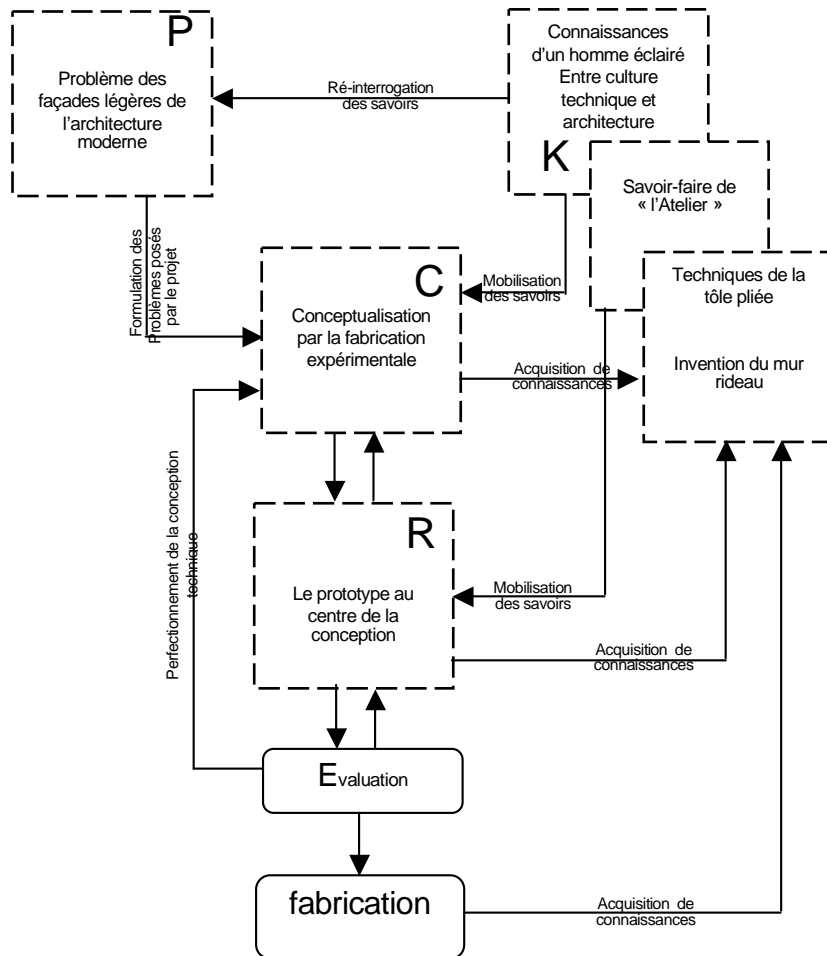 P
Problème des
façades légères de
l'architecture
moderne
Ré-interrogation
des savoirs
Connaissances
d'un homme éclairé
Entre culture
technique et
architecture
K
Savoir-faire de
« l'Atelier »
Techniques de la
tôle pliée
Invention du mur
rideau
Formulation des
Problèmes posés
par le projet
C
Conceptualisation
par la fabrication
expérimentale
Mobilisation
des savoirs
Acquisition de
connaissances
Perfectionnement de la conception
technique
R
Le prototype au
centre de la
conception
Mobilisation
des savoirs
Acquisition de
connaissances
Evaluation
fabrication
Acquisition de
connaissances